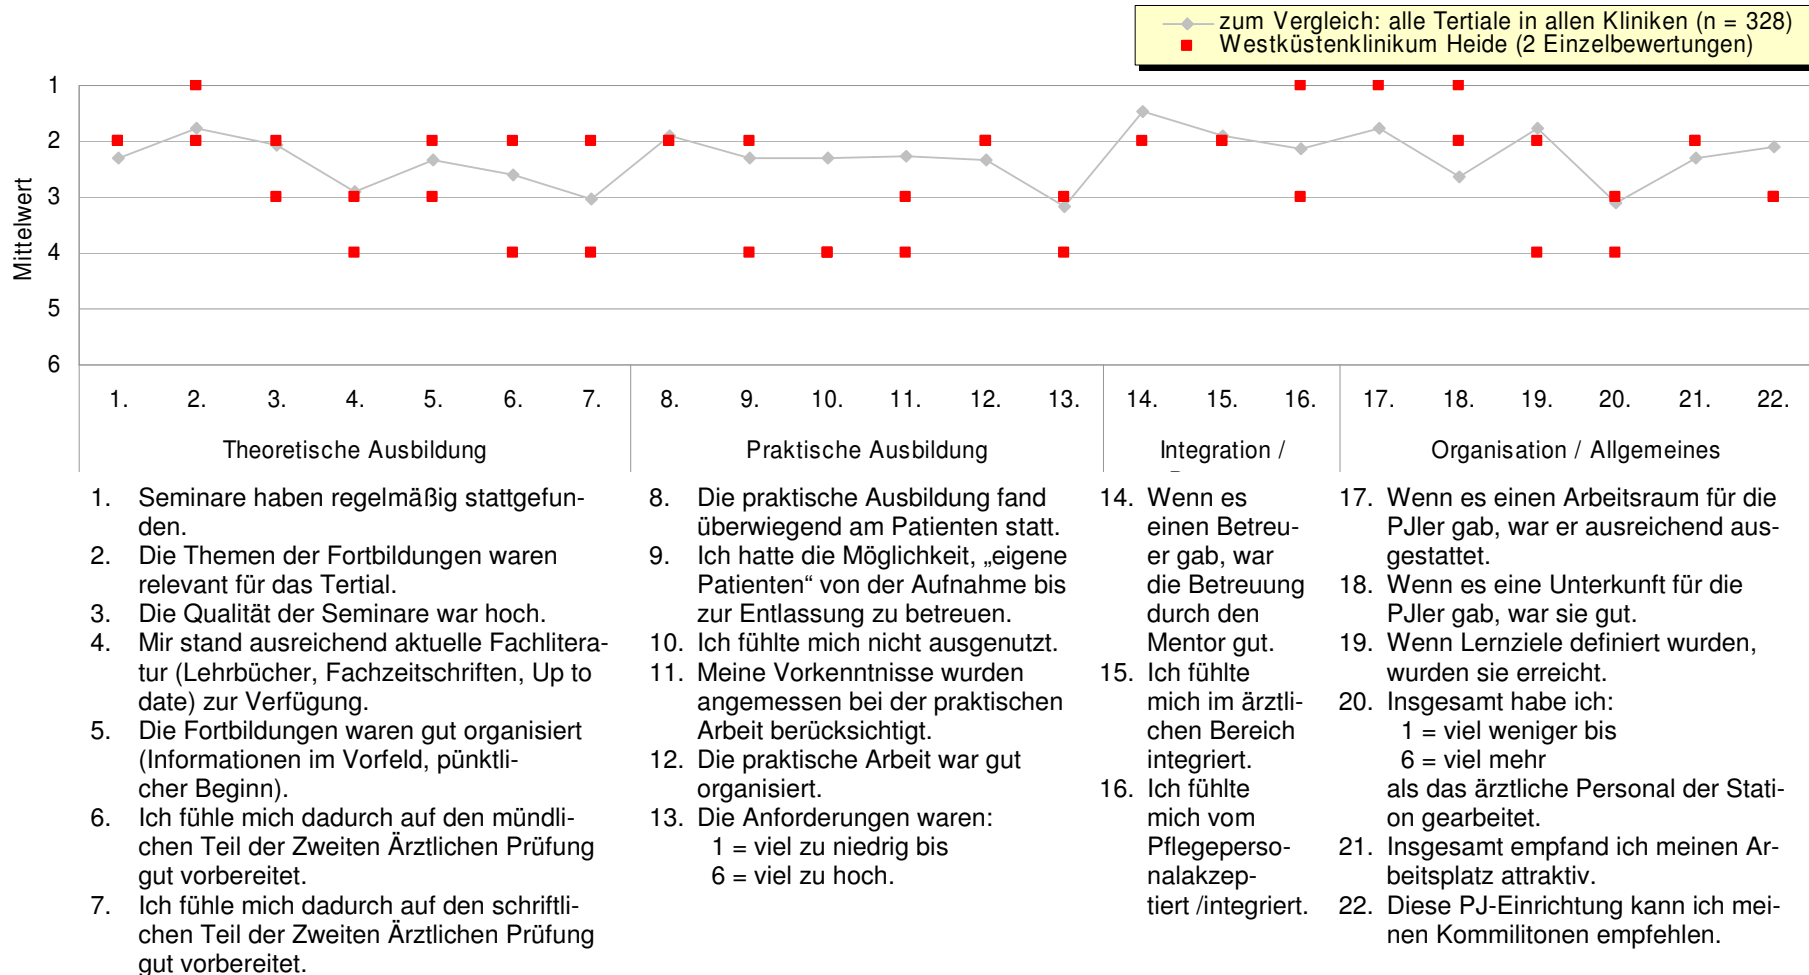 zum Vergleich: alle Tertiale in allen Kliniken (n = 328)
Westküstenklinikum Heide (2 Einzelbewertungen)
Mittelwert
1
2
3
4
5
6
1. 2. 3. 4. 5. 6. 7. 8. 9. 10. 11. 12. 13. 14. 15. 16. 17. 18. 19. 20. 21. 22.
Theoretische Ausbildung
Praktische Ausbildung
Integration /
Organisation / Allgemeines
1. Seminare haben regelmäßig stattgefun-
den.
2. Die Themen der Fortbildungen waren
relevant für das Tertial.
3. Die Qualität der Seminare war hoch.
4. Mir stand ausreichend aktuelle Fachlitera-
tur (Lehrbücher, Fachzeitschriften, Up to
date) zur Verfügung.
5. Die Fortbildungen waren gut organisiert
(Informationen im Vorfeld, pünktli-
cher Beginn).
6. Ich fühle mich dadurch auf den mündli-
chen Teil der Zweiten Ärztlichen Prüfung
gut vorbereitet.
7. Ich fühle mich dadurch auf den schriftli-
chen Teil der Zweiten Ärztlichen Prüfung
gut vorbereitet.
8. Die praktische Ausbildung fand
überwiegend am Patienten statt.
9. Ich hatte die Möglichkeit, „eigene
Patienten“ von der Aufnahme bis
zur Entlassung zu betreuen.
10. Ich fühlte mich nicht ausgenutzt.
11. Meine Vorkenntnisse wurden
angemessen bei der praktischen
Arbeit berücksichtigt.
12. Die praktische Arbeit war gut
organisiert.
13. Die Anforderungen waren:
1 = viel zu niedrig bis
6 = viel zu hoch.
14. Wenn es
einen Betreu-
er gab, war
die Betreuung
durch den
Mentor gut.
15. Ich fühlte
mich im ärztli-
chen Bereich
integriert.
16. Ich fühlte
mich vom
Pflegeperso-
nalakzep-
tiert /integriert.
17. Wenn es einen Arbeitsraum für die
PJler gab, war er ausreichend aus-
gestattet.
18. Wenn es eine Unterkunft für die
PJler gab, war sie gut.
19. Wenn Lernziele definiert wurden,
wurden sie erreicht.
20. Insgesamt habe ich:
1 = viel weniger bis
6 = viel mehr
als das ärztliche Personal der Stati-
on gearbeitet.
21. Insgesamt empfand ich meinen Ar-
beitsplatz attraktiv.
22. Diese PJ-Einrichtung kann ich mei-
nen Kommilitonen empfehlen.